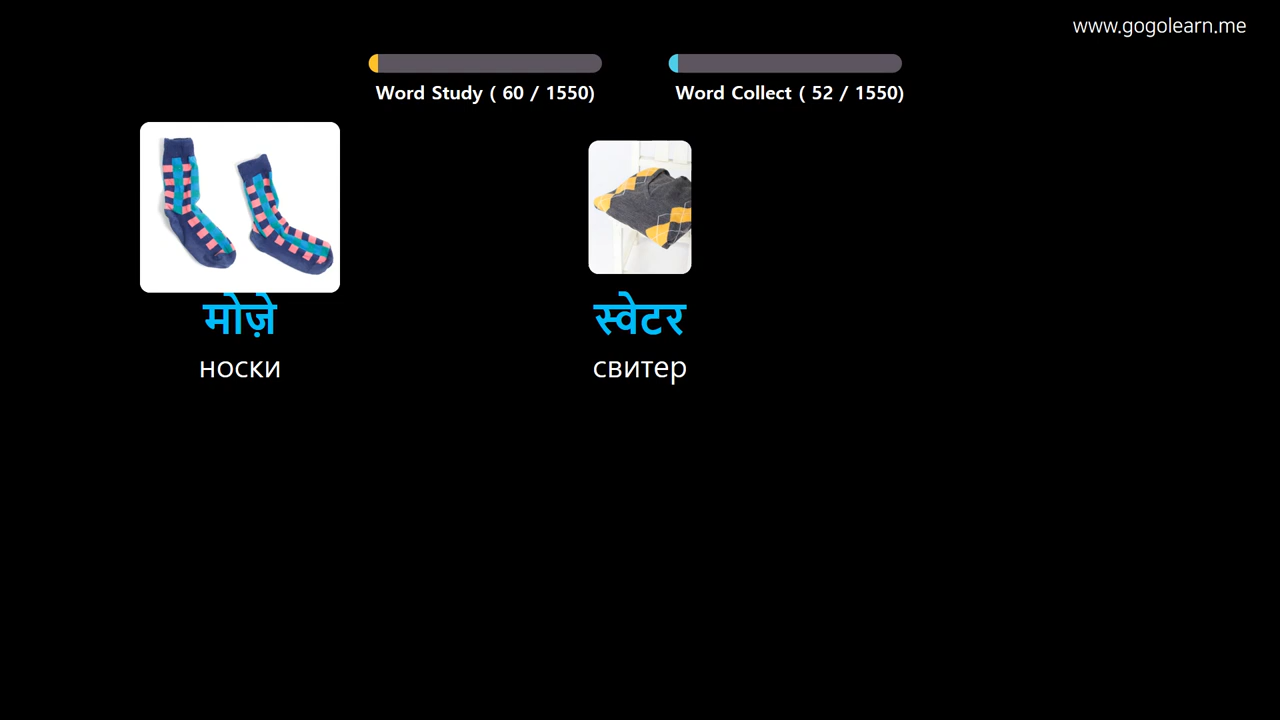 www.gogolearn.me
Word Study ( 60 / 1550)
Word Collect ( 52 / 1550)
मोज़े
носки
स्वेटर
свитер